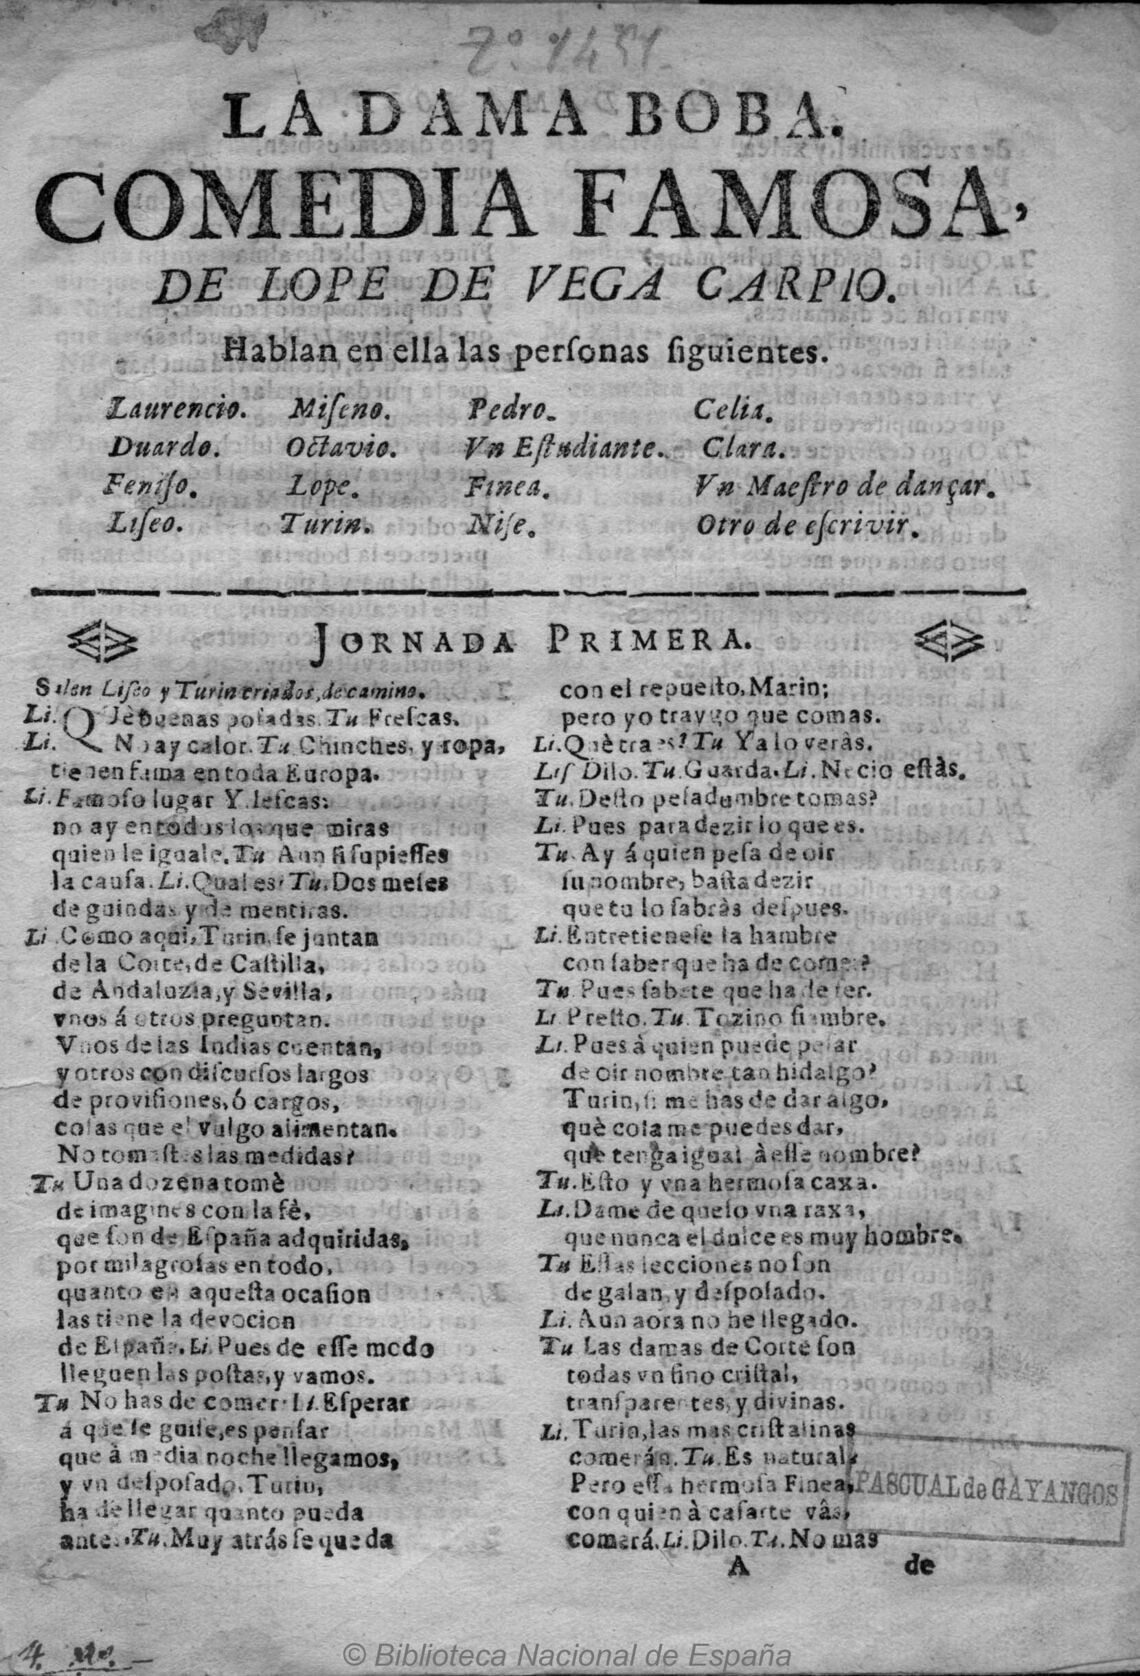 Zº. 1451
LA DAMA BOBA.
COMEDIA FAMOSA,
DE LOPE DE VEGA CARPIO.
Hablan en ella las perſonas ſiguientes.
Laurencio. Miſeno. Pedro. Celia.
Duardo. Octavio. Vn Eſtudiante. Clara.
Feniſo. Lope. Finea. Vn Maeſtro de dançar.
Liſeo. Turin. Niſe. Otro de eſcrivir.
JORNADA PRIMERA.
Salen Liſeo y Turin criados, de camino.
Li. QUè buenas poſadas. Tu Freſcas.
Li. No ay calor. Tu Chinches, y ropa,
tienen fama en toda Europa.
Li. Famoſo lugar Yleſcas:
no ay en todos los que miras
quien le iguale. Tu Aun ſi ſupieſſes
la cauſa. Li. Qual es? Tu. Dos meſes
de guindas y de mentiras.
Li. Como aqui, Turin, ſe juntan
de la Corte, de Caſtilla,
de Andaluzia, y Sevilla,
vnos á otros preguntan.
Vnos de las Indias cuentan,
y otros con diſcurſos largos
de proviſiones, ó cargos,
coſas que el vulgo alimentan.
No tomaſtes las medidas?
Tu Una dozena tomè
de imagines con la fè,
que ſon de Eſpaña adquiridas,
por milagroſas en todo,
quanto en aqueſta ocaſion
las tiene la devocion
de Eſpaña. Li. Pues de eſſe modo
lleguen las poſtas, y vamos.
Tu No has de comer. Li. Eſperar
á que ſe guiſe, es penſar
que à media noche llegamos,
y vn deſpoſado, Turin,
ha de llegar quanto pueda
antes. Tu. Muy atrás ſe queda
con el repueſto, Marin;
pero yo traygo que comas.
Li. Què traes? Tu Ya lo veràs.
Liſ Dilo. Tu. Guarda. Li. Necio eſtàs.
Tu. Deſto peſadumbre tomas?
Li. Pues para dezir lo que es.
Tu. Ay á quien peſa de oir
ſu nombre, baſta dezir
que tu lo ſabràs deſpues.
Li. Entretieneſe la hambre
con ſaber que ha de comer?
Tu Pues ſabete que ha de ſer.
Li Preſto. Tu. Tozino fiambre.
Li. Pues à quien puede peſar
de oir nombre tan hidalgo?
Turin, ſi me has de dar algo,
què coſa me puedes dar,
que tenga igual à eſſe nombre?
Tu. Eſto y vna hermoſa caxa.
Li. Dame de queſo vna raxa,
que nunca el dulce es muy hombre.
Tu Eſſas lecciones no ſon
de galan, y deſpoſado.
Li. Aun aora no he llegado.
Tu Las damas de Corte ſon
todas vn fino criſtal,
tranſparentes, y divinas.
Li. Turin, las mas criſtalinas
comerán. Tu. Es natural,
Pero eſſa hermoſa Finea,
con quien à caſarte vâs,
comerá. Li. Dilo. Tu. No mas
A de
PASCUAL de GAYANGOS
4.
© Biblioteca Nacional de España